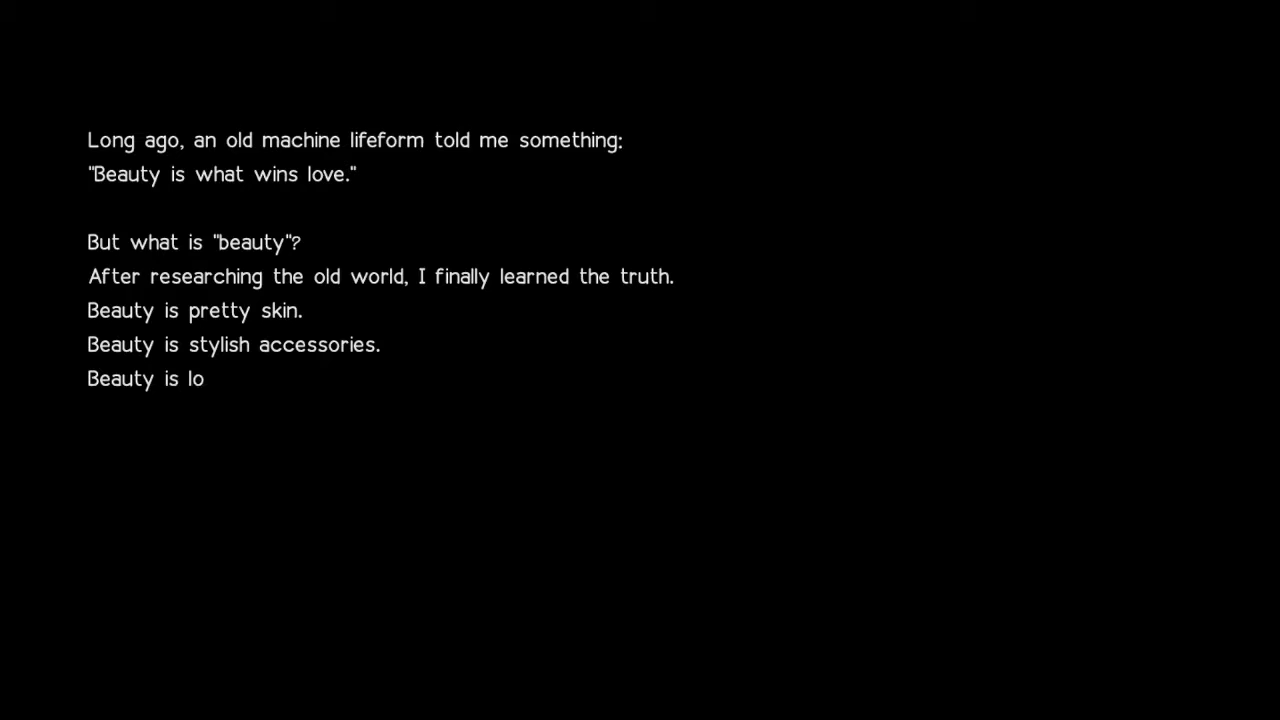 Long ago, an old machine lifeform told me something:
"Beauty is what wins love."
But what is "beauty"?
After researching the old world, I finally learned the truth.
Beauty is pretty skin.
Beauty is stylish accessories.
Beauty is lo